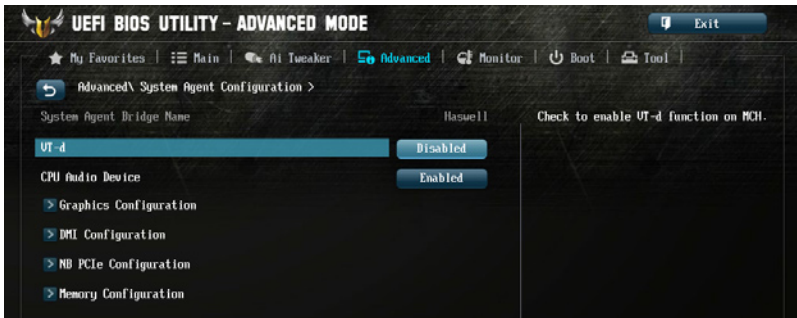 UEFI BIOS UTILITY – ADVANCED MODE
Exit
My Favorites | Main | Ai Tweaker | Advanced | Monitor | Boot | Tool |
Advanced\ System Agent Configuration >
System Agent Bridge Name Haswell
Check to enable VT-d function on MCH.
VT-d Disabled
CPU Audio Device Enabled
> Graphics Configuration
> DMI Configuration
> NB PCIe Configuration
> Memory Configuration